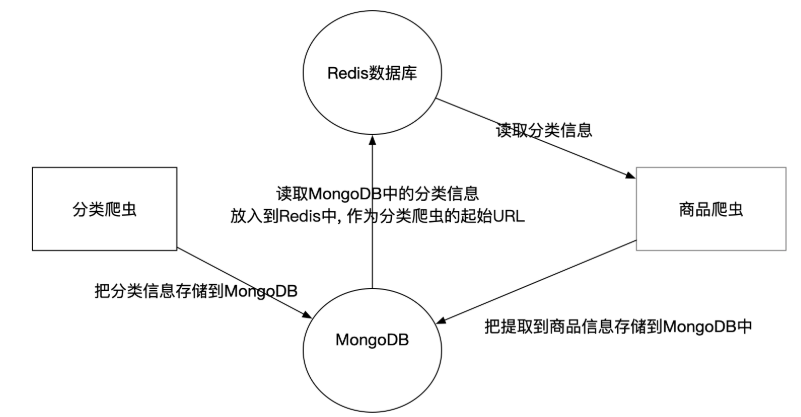 Redis数据库
读取分类信息
分类爬虫
读取MongoDB中的分类信息
放入到Redis中, 作为分类爬虫的起始URL
商品爬虫
把分类信息存储到MongoDB
MongoDB
把提取到商品信息存储到MongoDB中